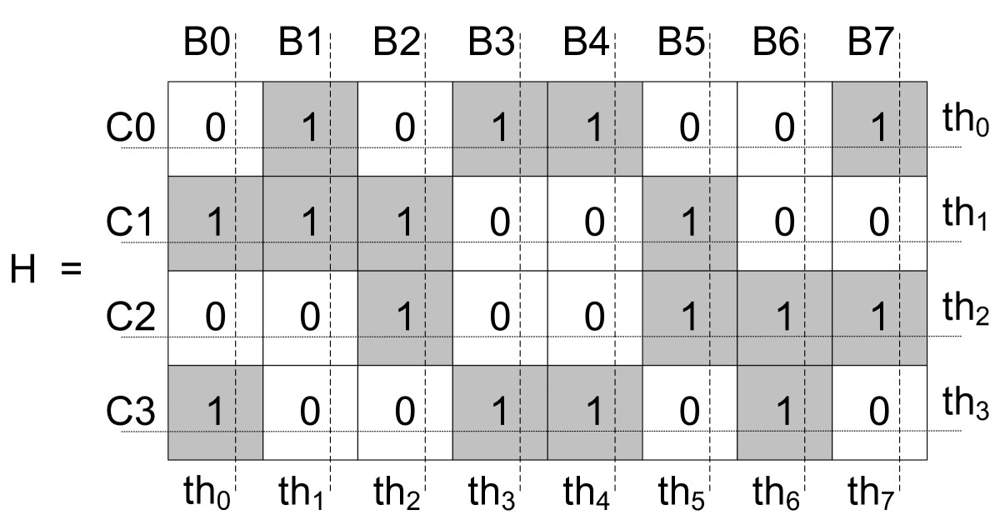 B0 B1 B2 B3 B4 B5 B6 B7
C0 0 1 0 1 1 0 0 1 th₀
C1 1 1 1 0 0 1 0 0 th₁
H =
C2 0 0 1 0 0 1 1 1 th₂
C3 1 0 0 1 1 0 1 0 th₃
th₀ th₁ th₂ th₃ th₄ th₅ th₆ th₇